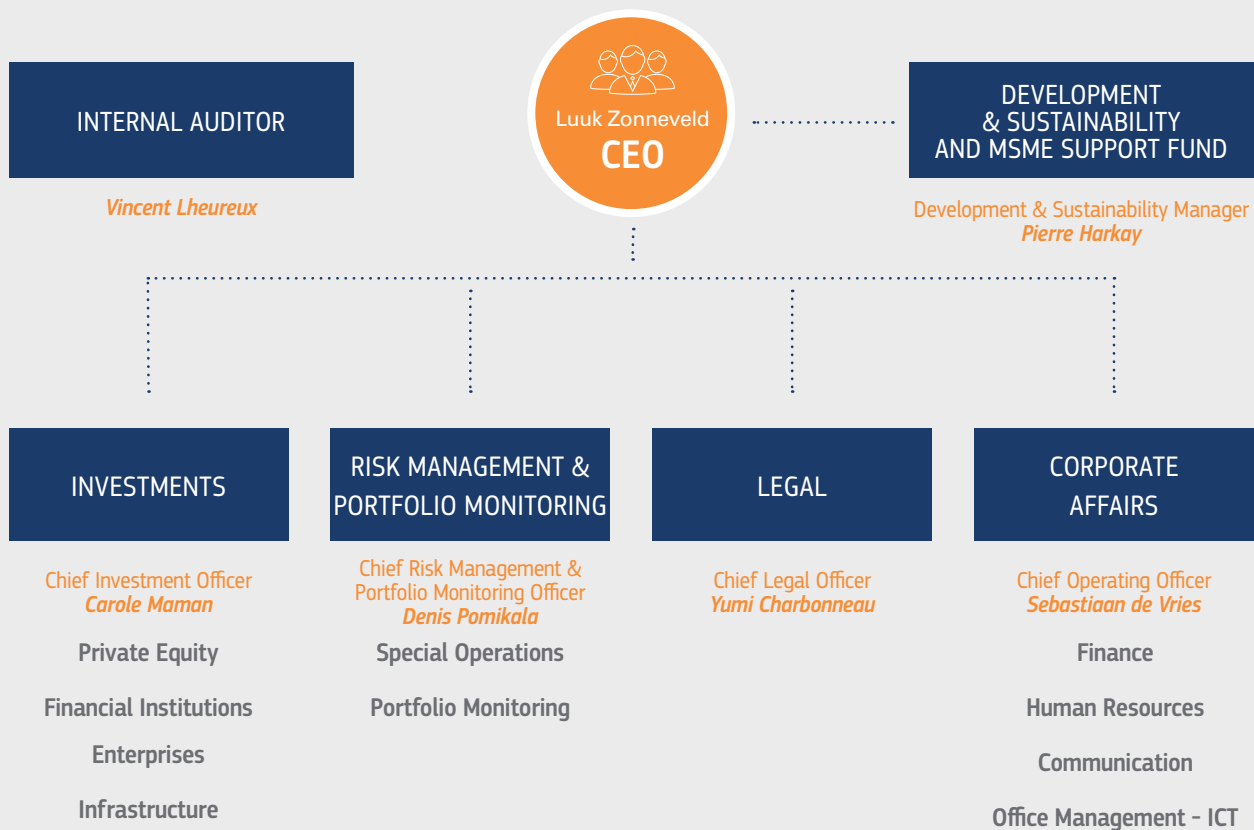 INTERNAL AUDITOR
Vincent Lheureux
Luuk Zonneveld
CEO
DEVELOPMENT
& SUSTAINABILITY
AND MSME SUPPORT FUND
Development & Sustainability Manager
Pierre Harkay
INVESTMENTS
Chief Investment Officer
Carole Maman
Private Equity
Financial Institutions
Enterprises
Infrastructure
RISK MANAGEMENT &
PORTFOLIO MONITORING
Chief Risk Management &
Portfolio Monitoring Officer
Denis Pomikala
Special Operations
Portfolio Monitoring
LEGAL
Chief Legal Officer
Yumi Charbonneau
CORPORATE
AFFAIRS
Chief Operating Officer
Sebastiaan de Vries
Finance
Human Resources
Communication
Office Management - ICT